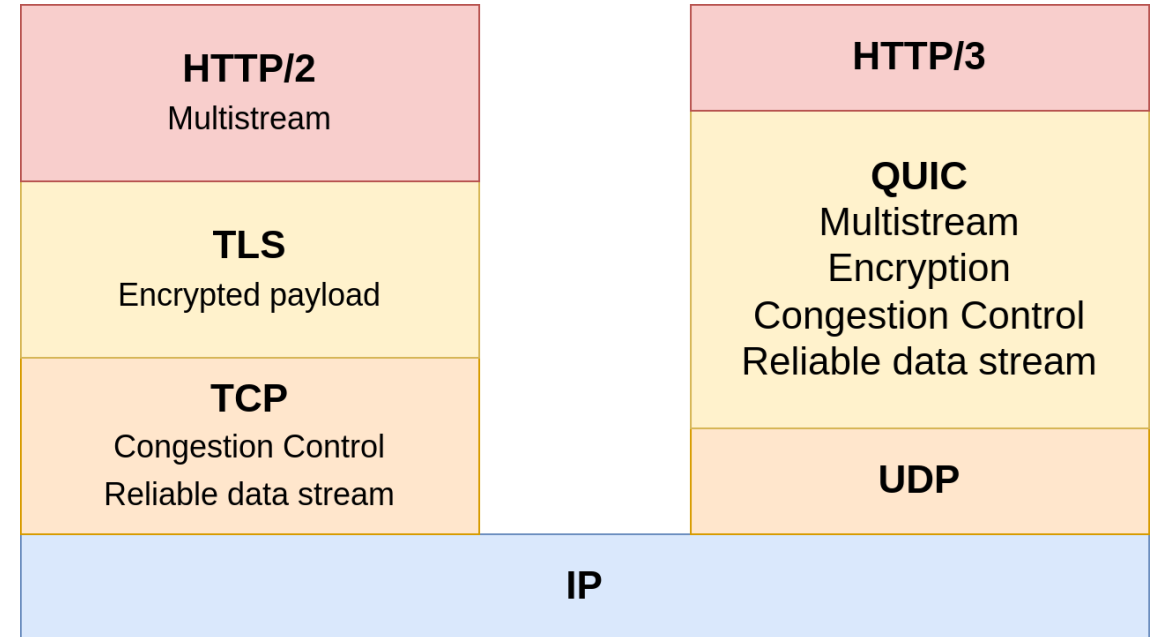 HTTP/2
Multistream
TLS
Encrypted payload
TCP
Congestion Control
Reliable data stream
HTTP/3
QUIC
Multistream
Encryption
Congestion Control
Reliable data stream
UDP
IP